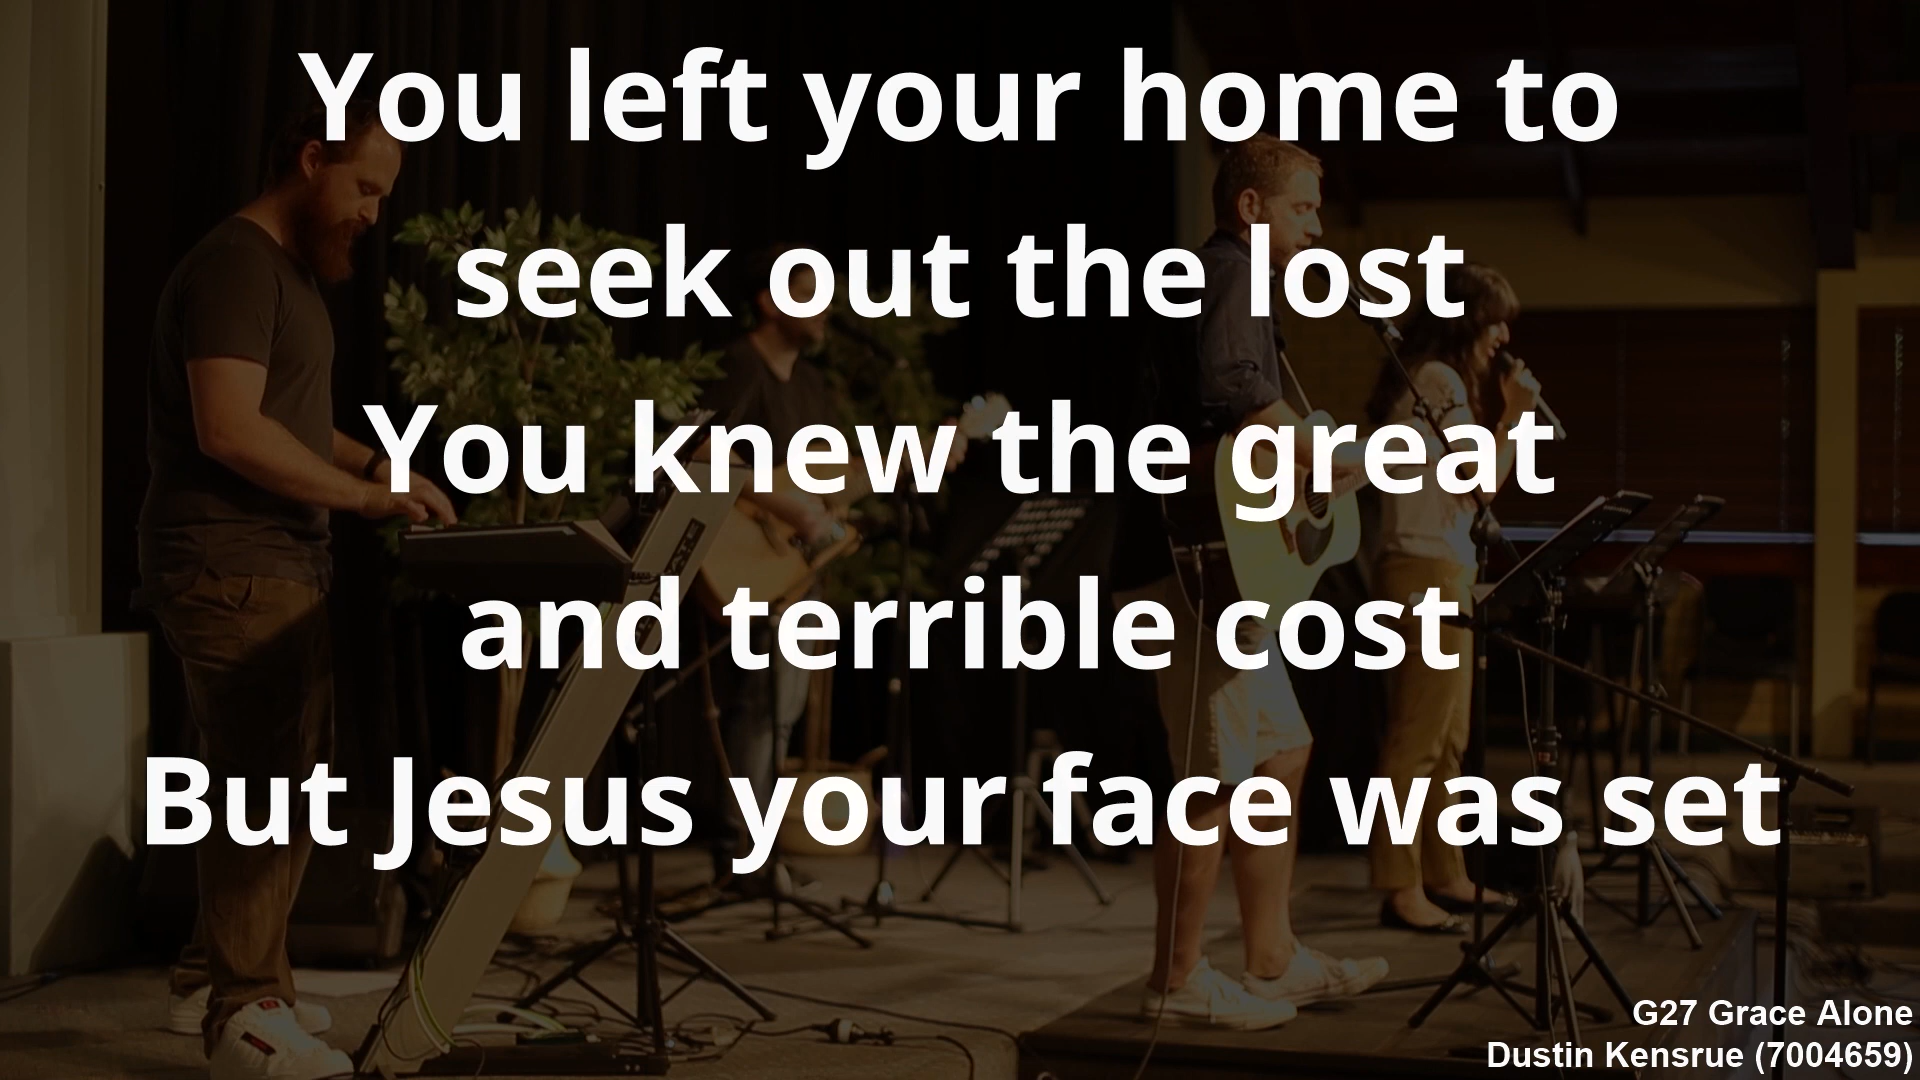 You left your home to
seek out the lost
You knew the great
and terrible cost
But Jesus your face was set
G27 Grace Alone
Dustin Kensrue (7004659)